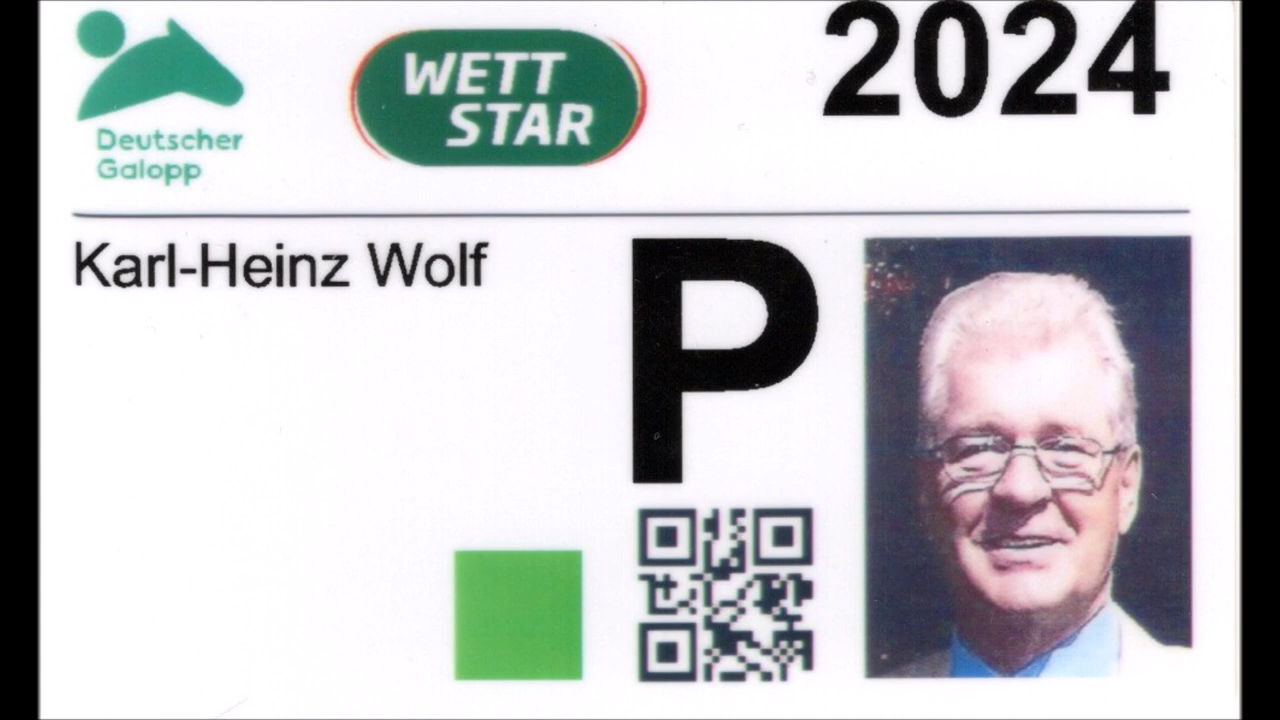 Deutscher
Galopp
WETT
STAR
2024
Karl-Heinz Wolf
P